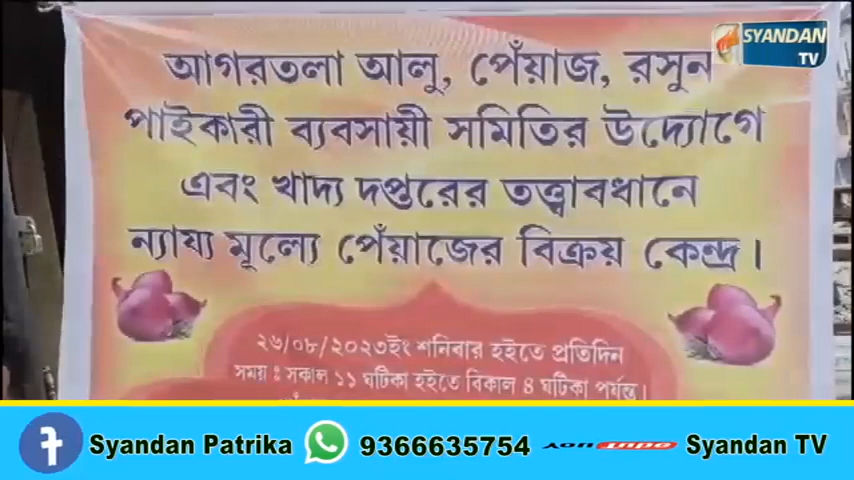 SYANDAN
TV
আগরতলা আলু, পেঁয়াজ, রসুন
পাইকারী ব্যবসায়ী সমিতির উদ্যোগে
এবং খাদ্য দপ্তরের তত্ত্বাবধানে
ন্যায্য মূল্যে পেঁয়াজের বিক্রয় কেন্দ্র।
২৬/০৮/২০২৩ইং শনিবার হইতে প্রতিদিন
সময় ঃ সকাল ১১ ঘটিকা হইতে বিকাল ৪ ঘটিকা পর্যন্ত।
Syandan Patrika 9366635754 Syandan TV